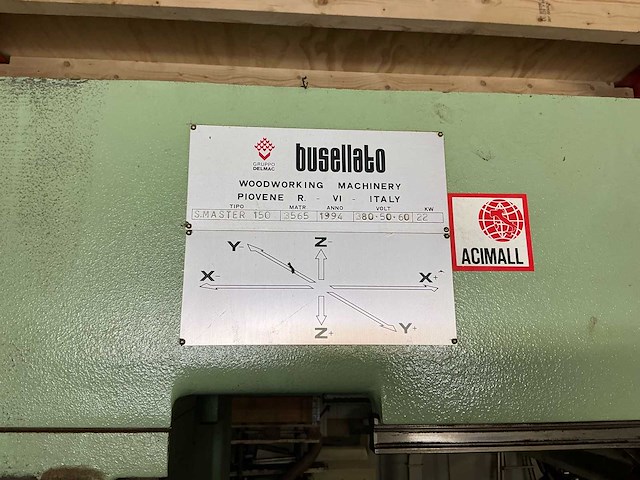 GRUPPO
DELMAC
busellato
WOODWORKING MACHINERY
PIOVENE R. - VI - ITALY
TIPO MATR ANNO VOLT KW
S.MASTER 150 3565 1994 380·50·60 22
Z-
Y-
X- X+
Z+ Y+
ACIMALL